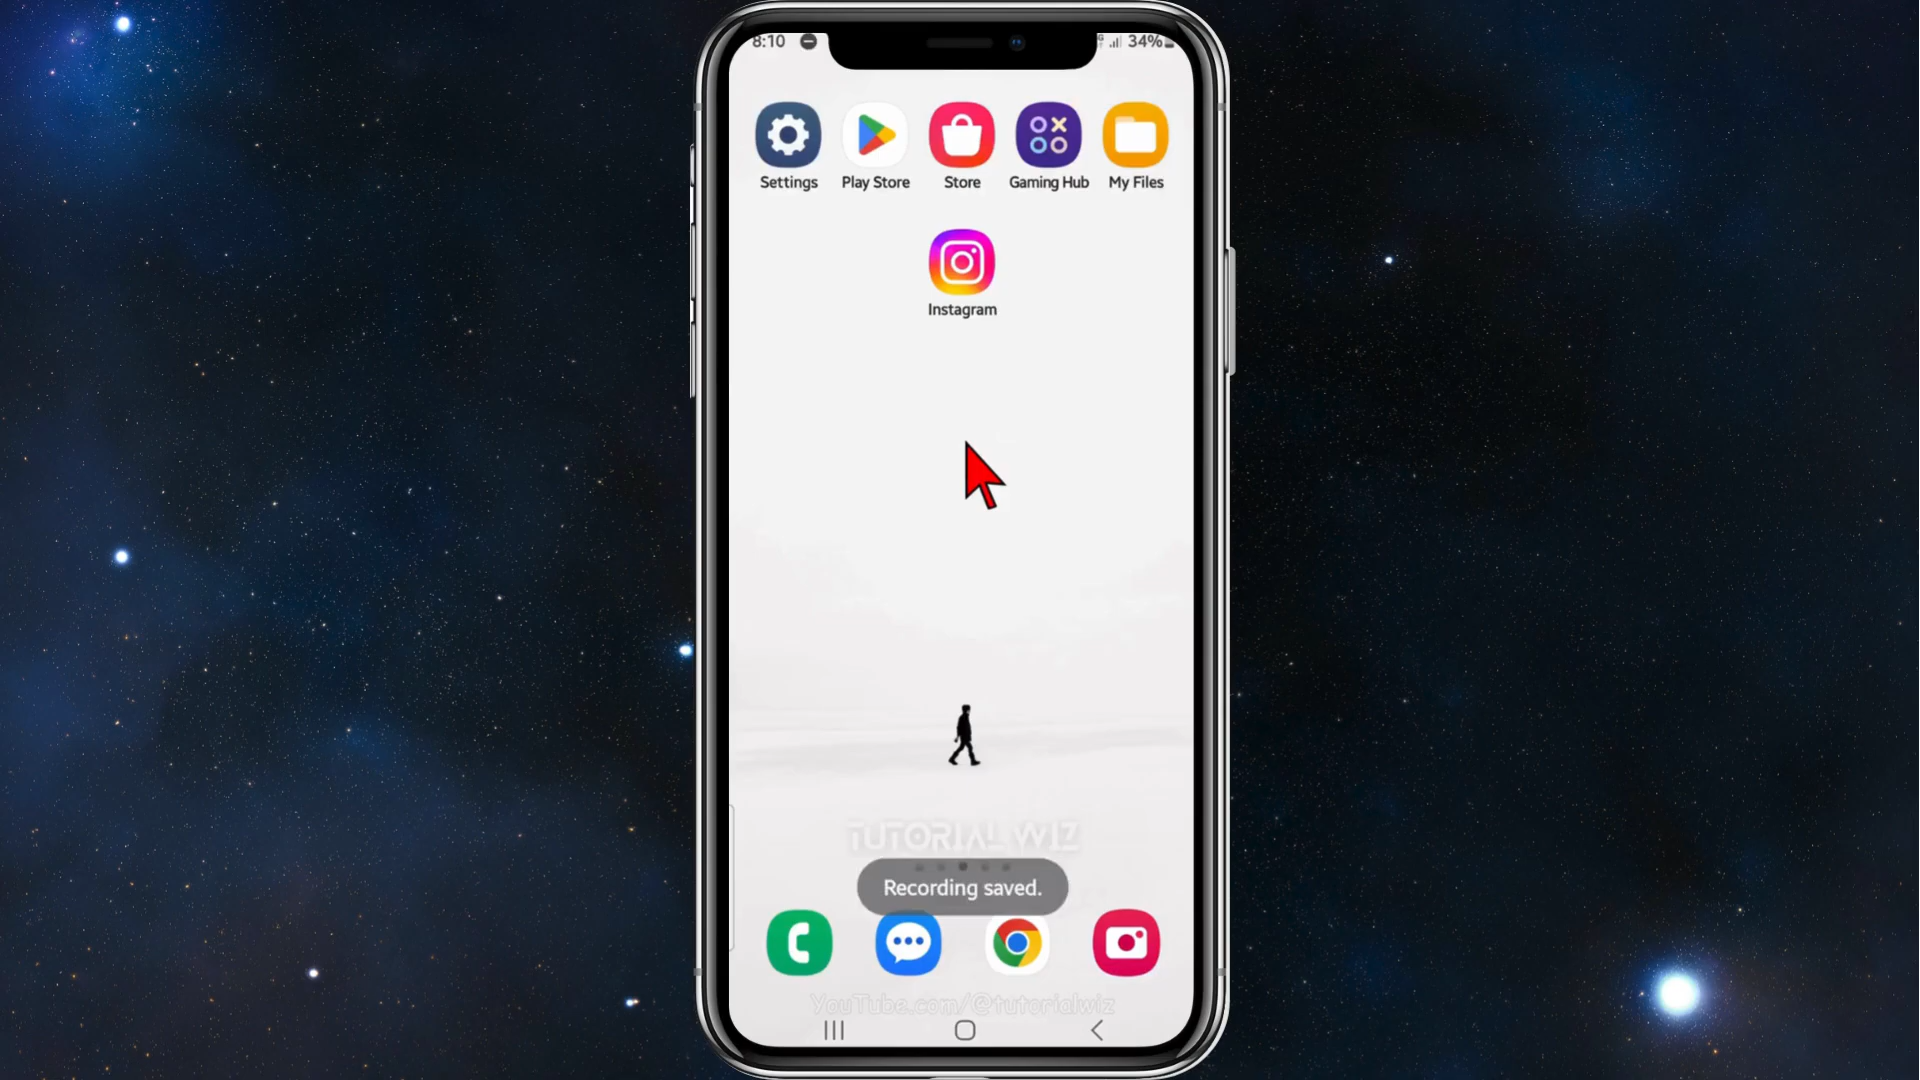 8:10 34%
Settings Play Store Store Gaming Hub My Files
Instagram
TUTORIAL WIZ
Recording saved.
YouTube.com/@tutorialwiz